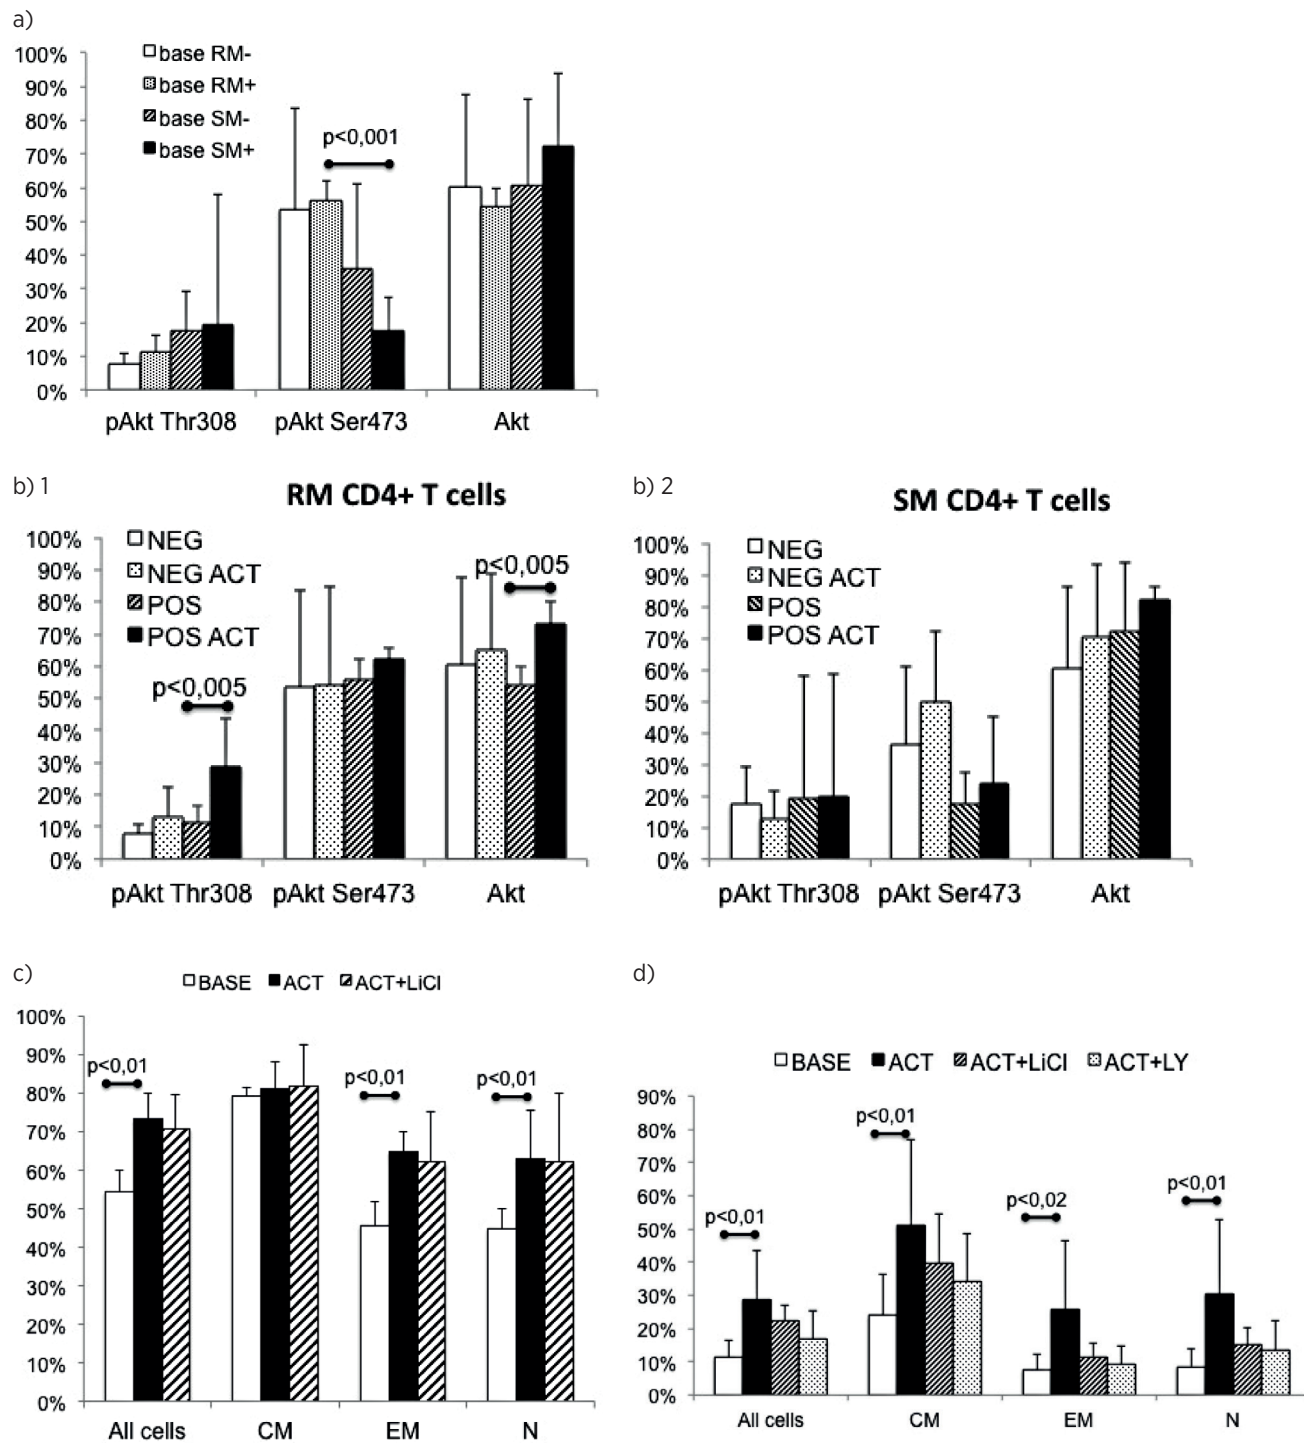 a)
100%
90%
80%
70%
60%
50%
40%
30%
20%
10%
0%
base RM-
base RM+
base SM-
base SM+
p<0,001
pAkt Thr308 pAkt Ser473 Akt
b) 1
RM CD4+ T cells
100%
90%
80%
70%
60%
50%
40%
30%
20%
10%
0%
NEG
NEG ACT
POS
POS ACT
p<0,005
p<0,005
pAkt Thr308 pAkt Ser473 Akt
b) 2
SM CD4+ T cells
100%
90%
80%
70%
60%
50%
40%
30%
20%
10%
0%
NEG
NEG ACT
POS
POS ACT
pAkt Thr308 pAkt Ser473 Akt
c)
BASE ACT ACT+LiCl
100%
90%
80%
70%
60%
50%
40%
30%
20%
10%
0%
p<0,01
p<0,01
p<0,01
All cells CM EM N
d)
BASE ACT ACT+LiCl ACT+LY
90%
80%
70%
60%
50%
40%
30%
20%
10%
0%
p<0,01
p<0,01
p<0,02
p<0,01
All cells CM EM N